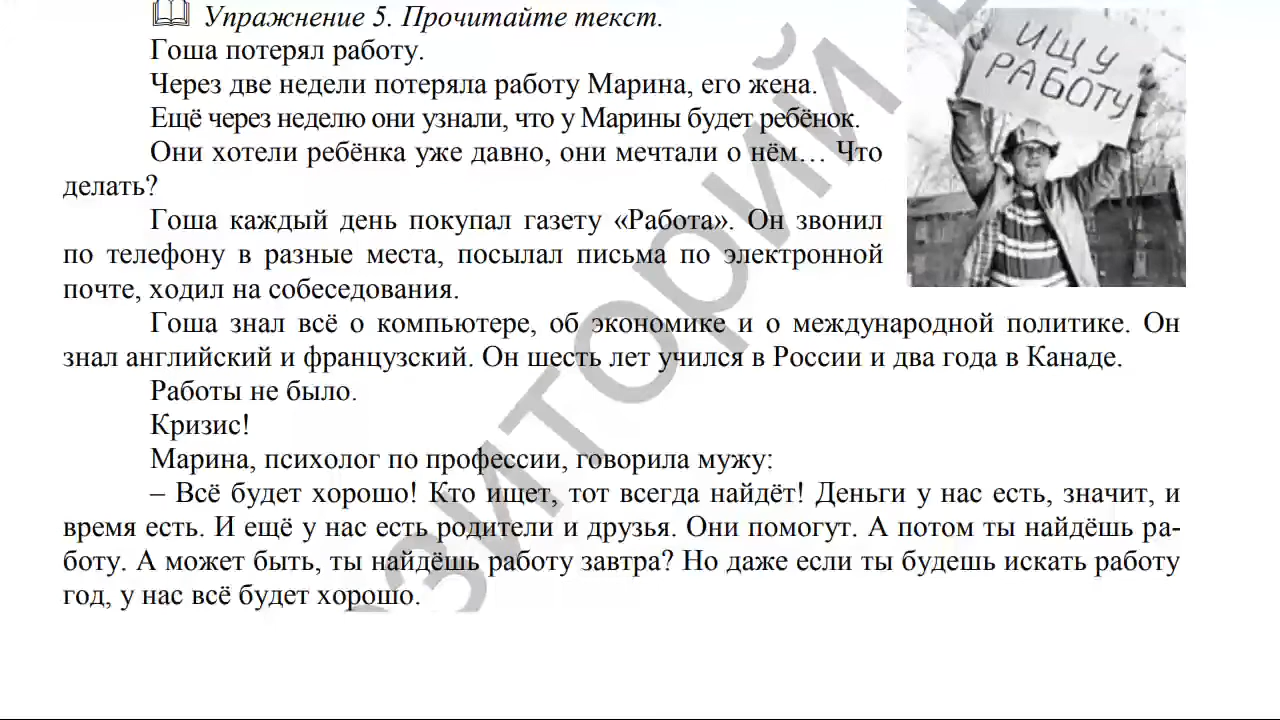 Упражнение 5. Прочитайте текст.
Гоша потерял работу.
Через две недели потеряла работу Марина, его жена.
Ещё через неделю они узнали, что у Марины будет ребёнок.
Они хотели ребёнка уже давно, они мечтали о нём… Что
делать?
Гоша каждый день покупал газету «Работа». Он звонил
по телефону в разные места, посылал письма по электронной
почте, ходил на собеседования.
ИЩУ
РАБОТУ
Гоша знал всё о компьютере, об экономике и о международной политике. Он
знал английский и французский. Он шесть лет учился в России и два года в Канаде.
Работы не было.
Кризис!
Марина, психолог по профессии, говорила мужу:
– Всё будет хорошо! Кто ищет, тот всегда найдёт! Деньги у нас есть, значит, и
время есть. И ещё у нас есть родители и друзья. Они помогут. А потом ты найдёшь ра-
боту. А может быть, ты найдёшь работу завтра? Но даже если ты будешь искать работу
год, у нас всё будет хорошо.